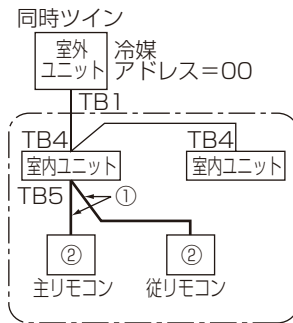 同時ツイン
室外
ユニット
冷媒
アドレス=00
TB1
TB4
TB4
室内ユニット
室内ユニット
TB5
①
②
②
主リモコン
従リモコン